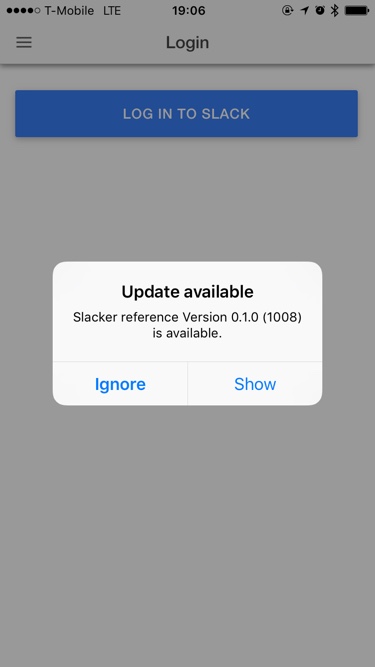 T-Mobile LTE 19:06
Login
LOG IN TO SLACK
Update available
Slacker reference Version 0.1.0 (1008)
is available.
Ignore Show